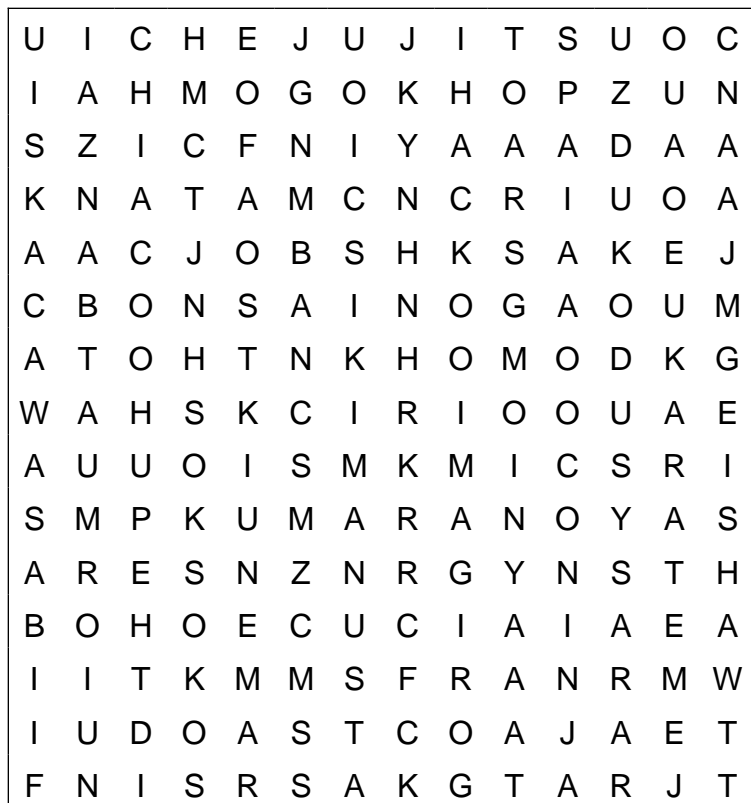 U I C H E J U J I T S U O C
I A H M O G O K H O P Z U N
S Z I C F N I Y A A A D A A
K N A T A M C N C R I U O A
A A C J O B S H K S A K E J
C B O N S A I N O G A O U M
A T O H T N K H O M O D K G
W A H S K C I R I O O U A E
A U U O I S M K M I C S R I
S M P K U M A R A N O Y A S
A R E S N Z N R G Y N S T H
B O H O E C U C I A I A E A
I I T K M M S F R A N R M W
I U D O A S T C O A J A E T
F N I S R S A K G T A R J T